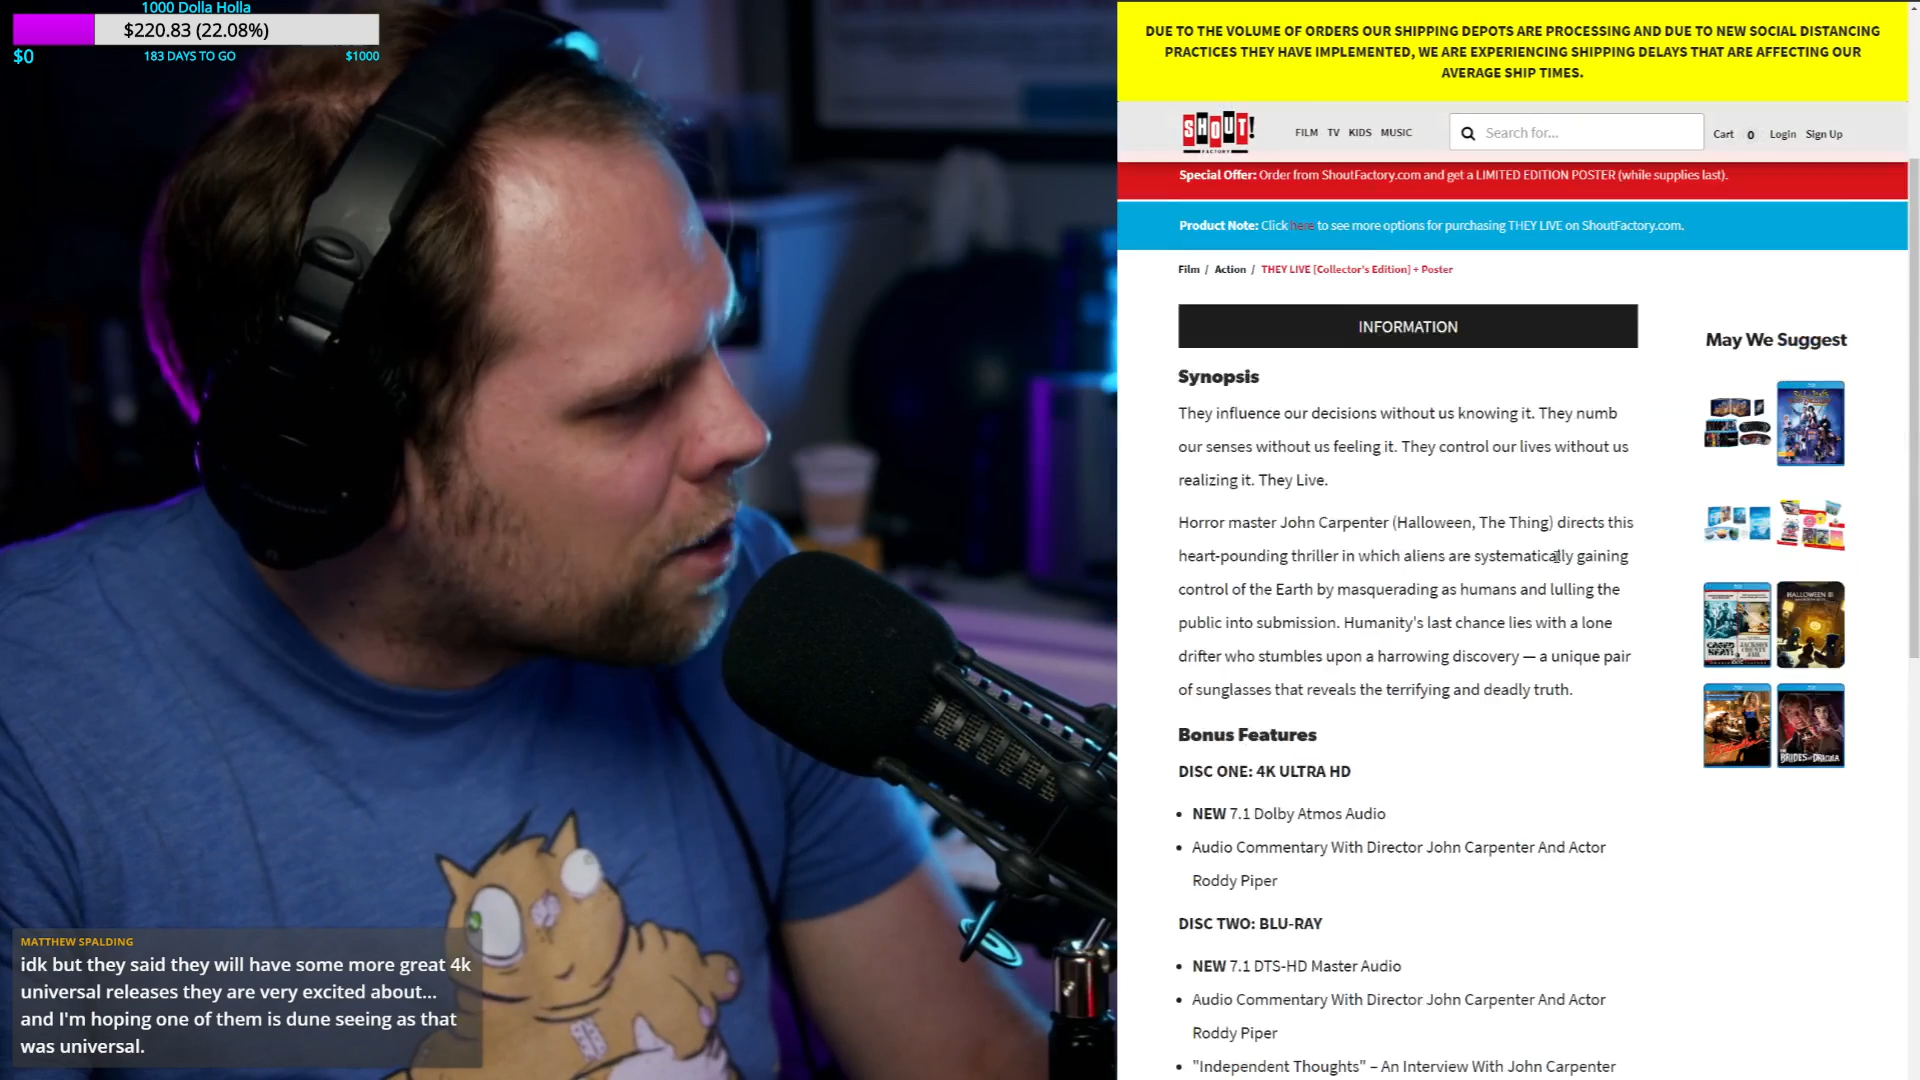 1000 Dolla Holla
$220.83 (22.08%)
$0
183 DAYS TO GO
$1000
DUE TO THE VOLUME OF ORDERS OUR SHIPPING DEPOTS ARE PROCESSING AND DUE TO NEW SOCIAL DISTANCING
PRACTICES THEY HAVE IMPLEMENTED, WE ARE EXPERIENCING SHIPPING DELAYS THAT ARE AFFECTING OUR
AVERAGE SHIP TIMES.
SHOUT!
FACTORY
FILM TV KIDS MUSIC
Search for...
Cart 0 Login Sign Up
Special Offer: Order from ShoutFactory.com and get a LIMITED EDITION POSTER (while supplies last).
Product Note: Click here to see more options for purchasing THEY LIVE on ShoutFactory.com.
Film / Action / THEY LIVE [Collector's Edition] + Poster
INFORMATION
Synopsis
They influence our decisions without us knowing it. They numb
our senses without us feeling it. They control our lives without us
realizing it. They Live.
Horror master John Carpenter (Halloween, The Thing) directs this
heart-pounding thriller in which aliens are systematically gaining
control of the Earth by masquerading as humans and lulling the
public into submission. Humanity's last chance lies with a lone
drifter who stumbles upon a harrowing discovery — a unique pair
of sunglasses that reveals the terrifying and deadly truth.
Bonus Features
DISC ONE: 4K ULTRA HD
• NEW 7.1 Dolby Atmos Audio
• Audio Commentary With Director John Carpenter And Actor
Roddy Piper
DISC TWO: BLU-RAY
• NEW 7.1 DTS-HD Master Audio
• Audio Commentary With Director John Carpenter And Actor
Roddy Piper
• "Independent Thoughts" – An Interview With John Carpenter
May We Suggest
HALLOWEEN III
CAGED HEAT!
JACKSON
COUNTY
JAIL
BRIDES OF DRACULA
MATTHEW SPALDING
idk but they said they will have some more great 4k
universal releases they are very excited about...
and I'm hoping one of them is dune seeing as that
was universal.